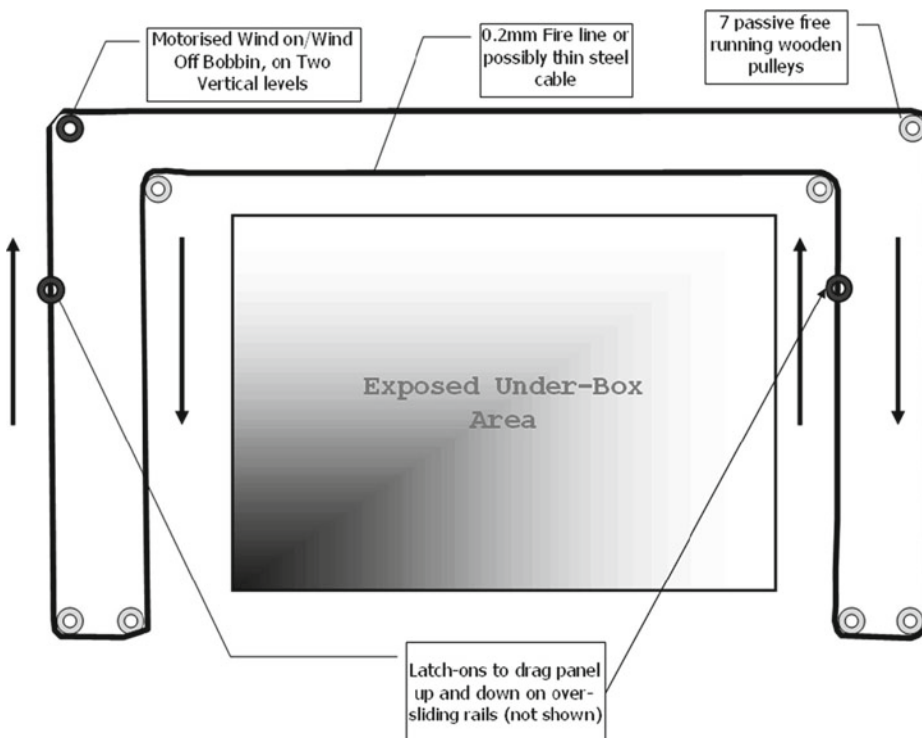 Motorised Wind on/Wind
Off Bobbin, on Two
Vertical levels
0.2mm Fire line or
possibly thin steel
cable
7 passive free
running wooden
pulleys
Exposed Under-Box
Area
Latch-ons to drag panel
up and down on over-
sliding rails (not shown)